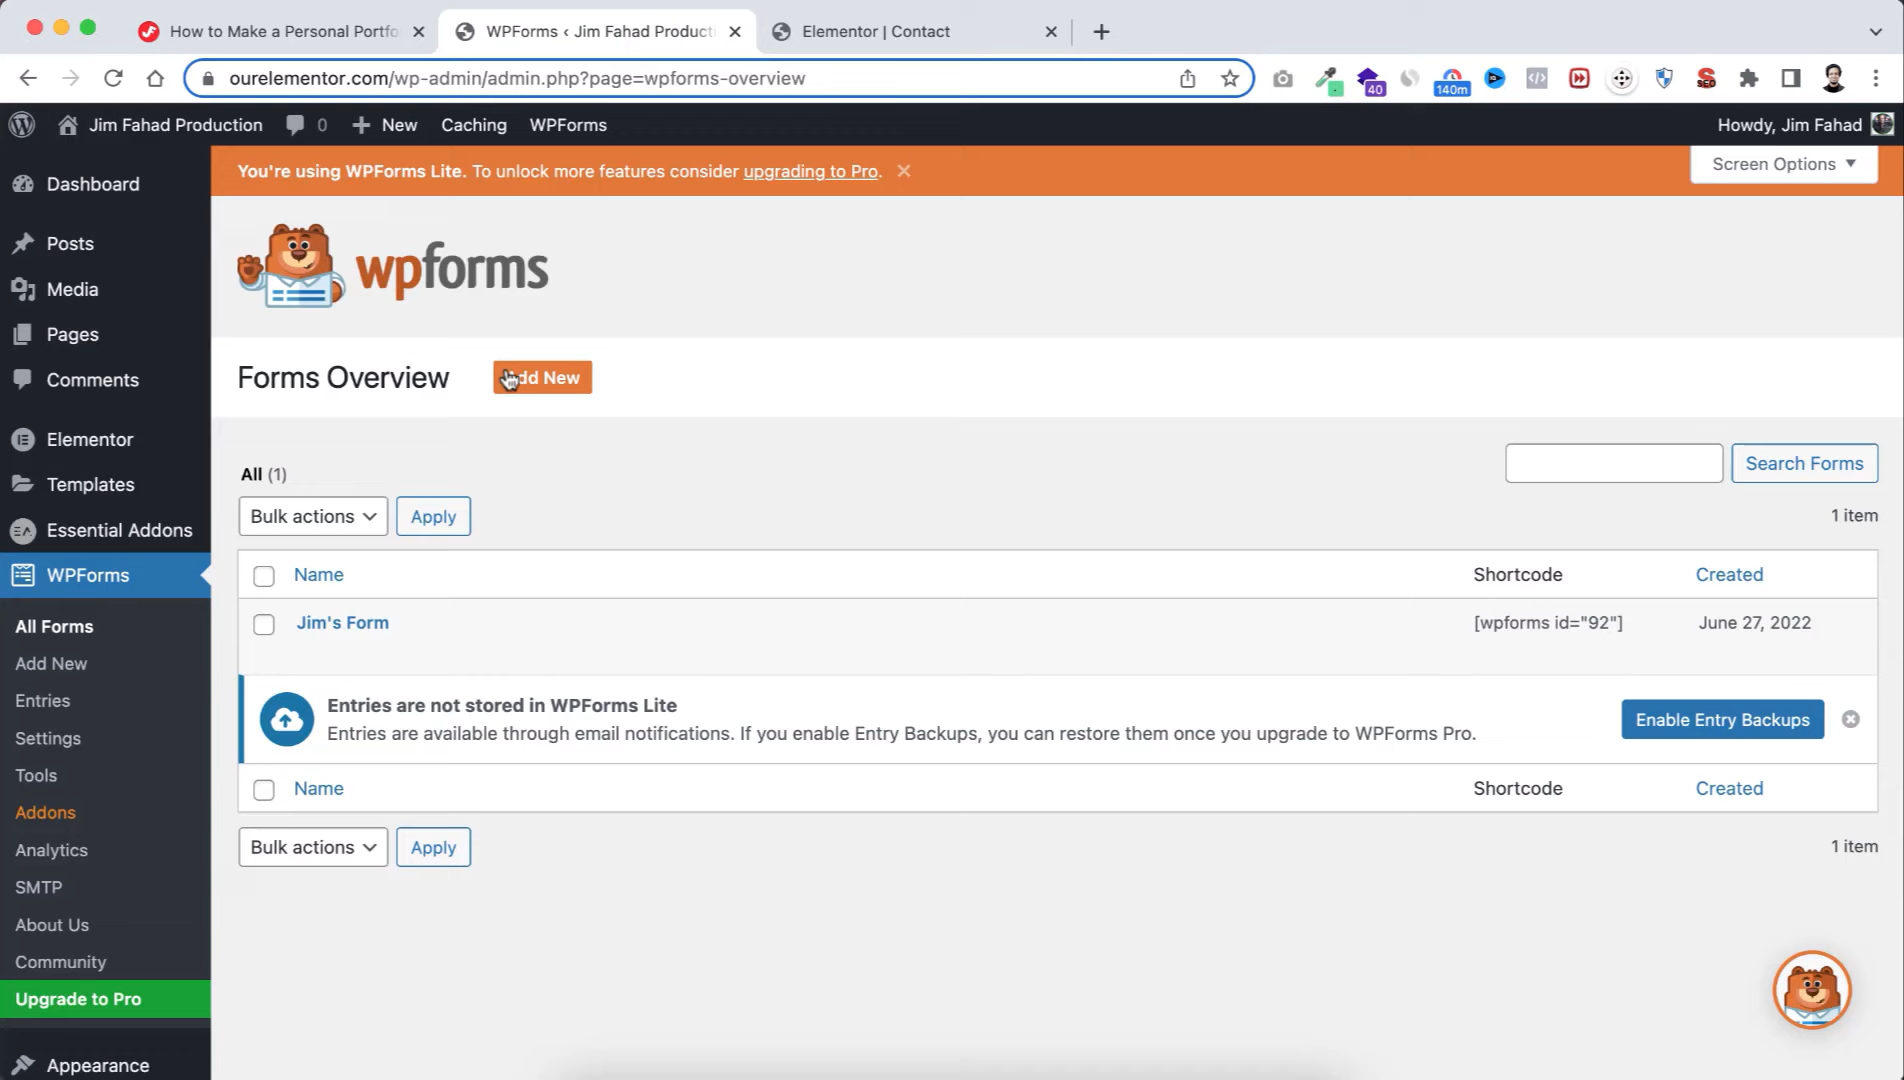 How to Make a Personal Portfo
WPForms ‹ Jim Fahad Product
Elementor | Contact
ourelementor.com/wp-admin/admin.php?page=wpforms-overview
40
140m
SEO
Jim Fahad Production
0
New
Caching
WPForms
Howdy, Jim Fahad
You're using WPForms Lite. To unlock more features consider upgrading to Pro.
Screen Options
Dashboard
Posts
Media
Pages
Comments
Elementor
Templates
Essential Addons
WPForms
All Forms
Add New
Entries
Settings
Tools
Addons
Analytics
SMTP
About Us
Community
Upgrade to Pro
Appearance
wpforms
Forms Overview
New
All (1)
Search Forms
Bulk actions
Apply
1 item
Name
Shortcode
Created
Jim's Form
[wpforms id="92"]
June 27, 2022
Entries are not stored in WPForms Lite
Entries are available through email notifications. If you enable Entry Backups, you can restore them once you upgrade to WPForms Pro.
Enable Entry Backups
Name
Shortcode
Created
Bulk actions
Apply
1 item